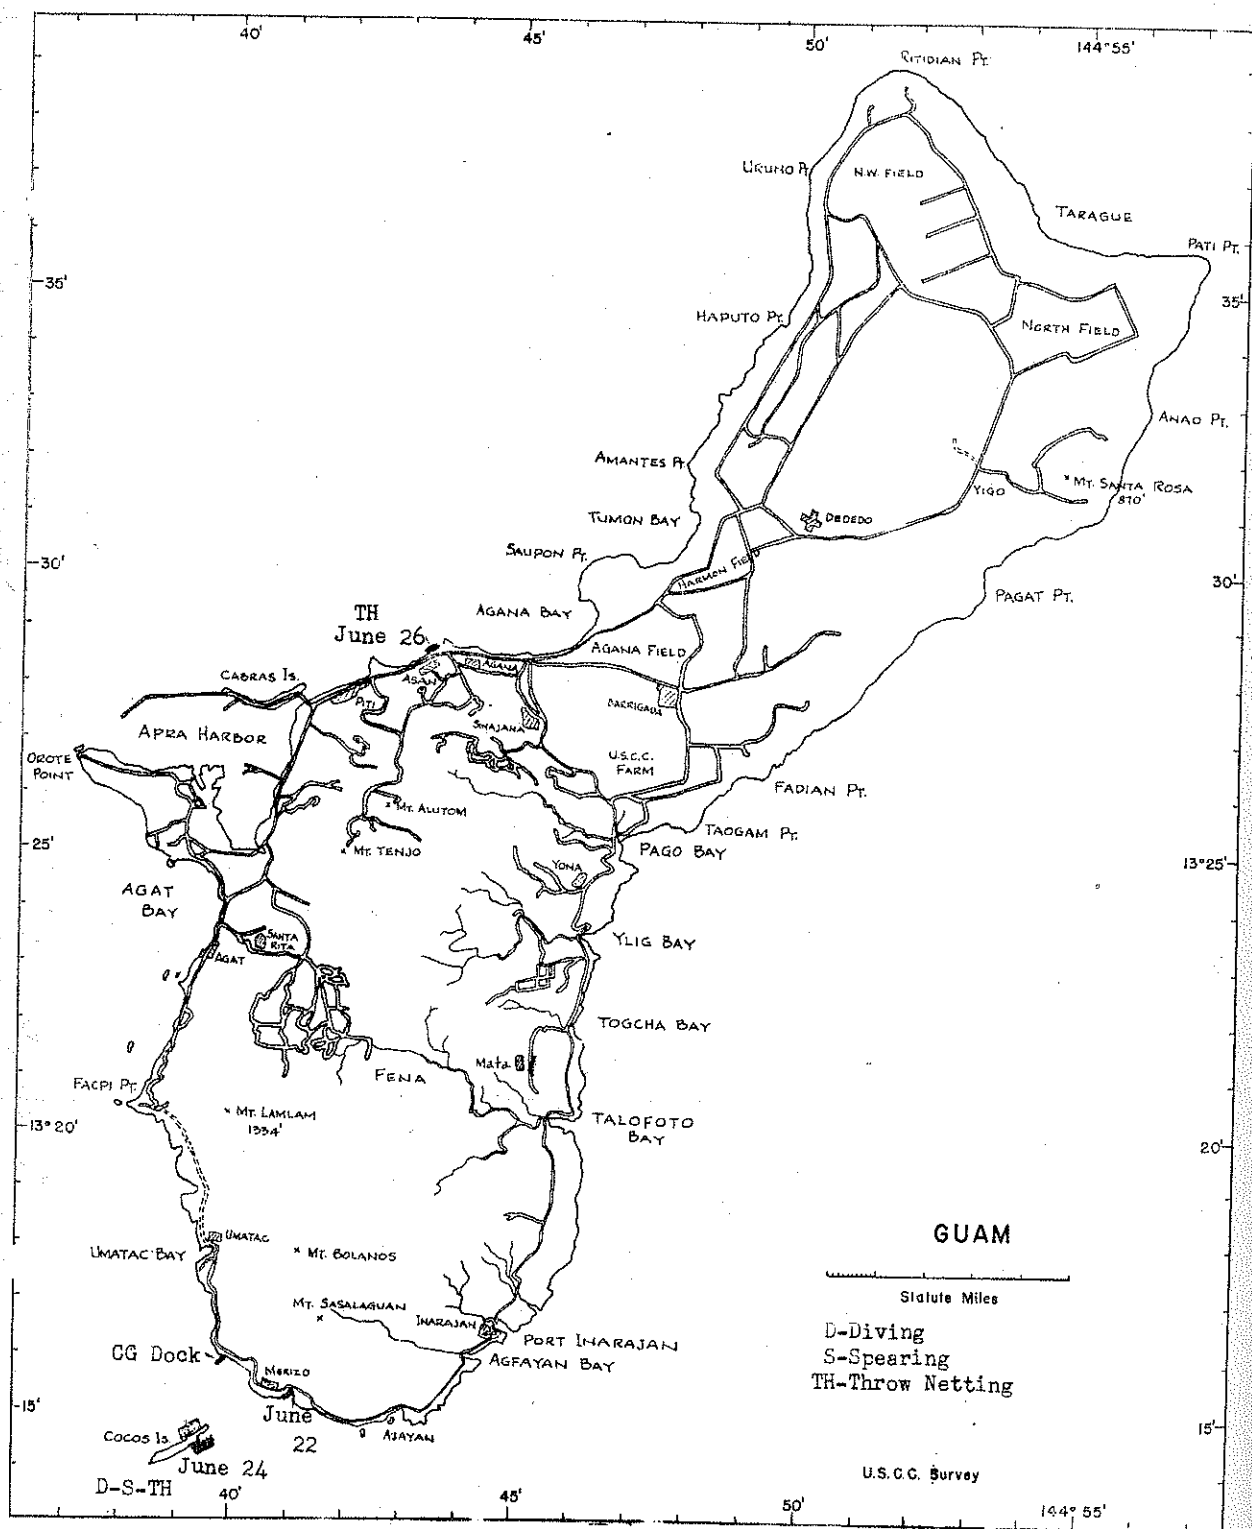 40'
45'
50'
144°55'
RITIDIAN PT.
URUNO PT.
N.W. FIELD
TARAGUE
PATI PT.
35'
35'
HAPUTO PT.
NORTH FIELD
ANAO PT.
AMANTES PT.
MT. SANTA ROSA
870'
YIGO
TUMON BAY
DEDEDO
SAUPON PT.
30'
HARMON FIELD
30'
PAGAT PT.
TH
June 26
AGANA BAY
AGANA FIELD
AGANA
ASAN
CABRAS IS.
PITI
BARRIGADA
SINAJANA
APRA HARBOR
OROTE
POINT
U.S.C.C.
FARM
FADIAN PT.
MT. ALUTOM
TAOGAM PT.
25'
MT. TENJO
PAGO BAY
13°25'
YONA
AGAT
BAY
SANTA
RITA
YLIG BAY
AGAT
TOGCHA BAY
Mata
FENA
FACPI PT.
MT. LAMLAM
1334'
TALOFOTO
BAY
13°20'
20'
UMATAC
UMATAC BAY
MT. BOLANOS
GUAM
Statute Miles
MT. SASALAGUAN
INARAJAN
PORT INARAJAN
D-Diving
CG Dock
AGFAYAN BAY
S-Spearing
MERIZO
TH-Throw Netting
15'
June
22
AJAYAN
15'
COCOS IS.
June 24
D-S-TH
U.S.C.C. Survey
40'
45'
50'
144°55'